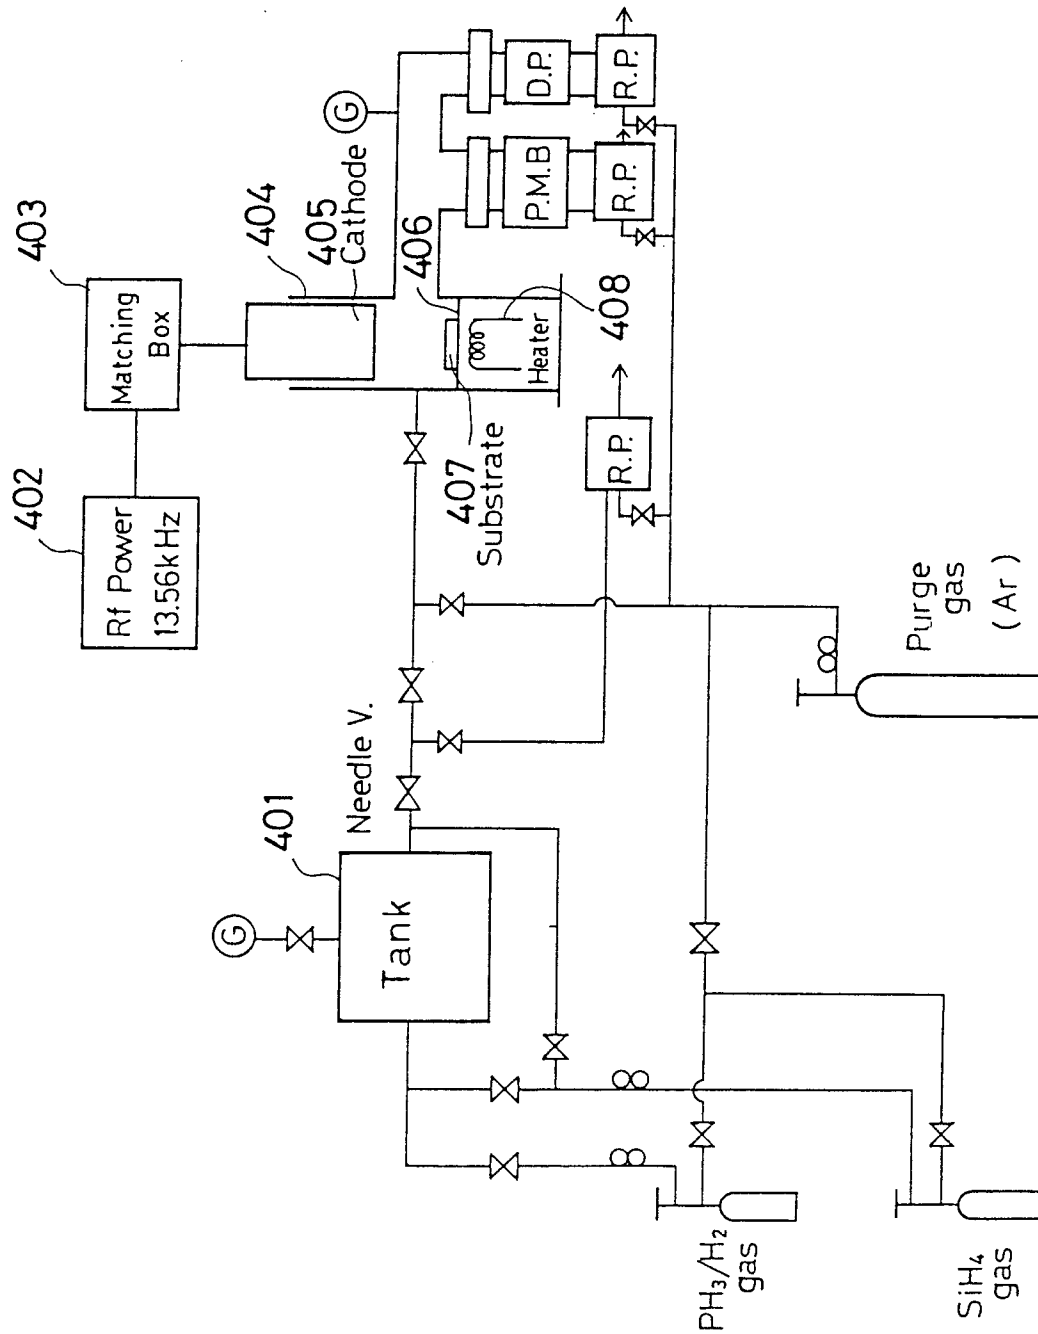 402
Rf Power
13.56kHz
403
Matching
Box
404
405
Cathode
G
406
407
Substrate
Heater
408
P.M.B
D.P.
R.P.
R.P.
R.P.
Needle V.
401
G
Tank
PH3/H2
gas
SiH4
gas
Purge
gas
(Ar)